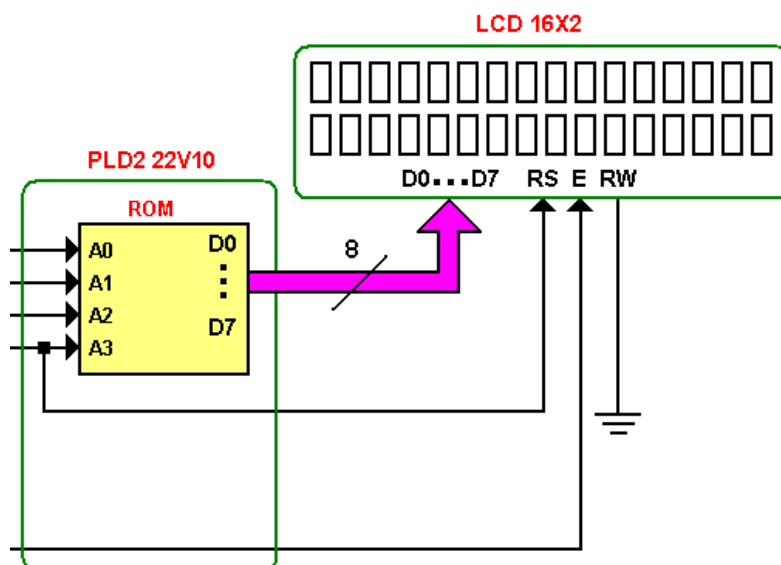 LCD 16X2
D0...D7 RS E RW
PLD2 22V10
ROM
A0
A1
A2
A3
D0
D7
8